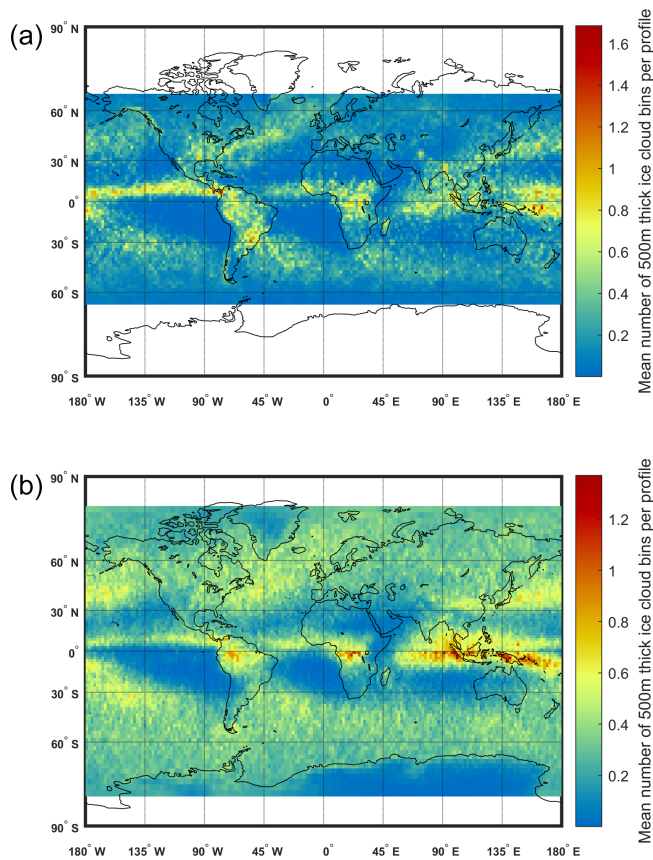 (a)
90° N
60° N
30° N
0°
30° S
60° S
90° S
180° W 135° W 90° W 45° W 0° 45° E 90° E 135° E 180° E
1.6
1.4
1.2
1
0.8
0.6
0.4
0.2
Mean number of 500m thick ice cloud bins per profile
(b)
90° N
60° N
30° N
0°
30° S
60° S
90° S
180° W 135° W 90° W 45° W 0° 45° E 90° E 135° E 180° E
1.2
1
0.8
0.6
0.4
0.2
Mean number of 500m thick ice cloud bins per profile